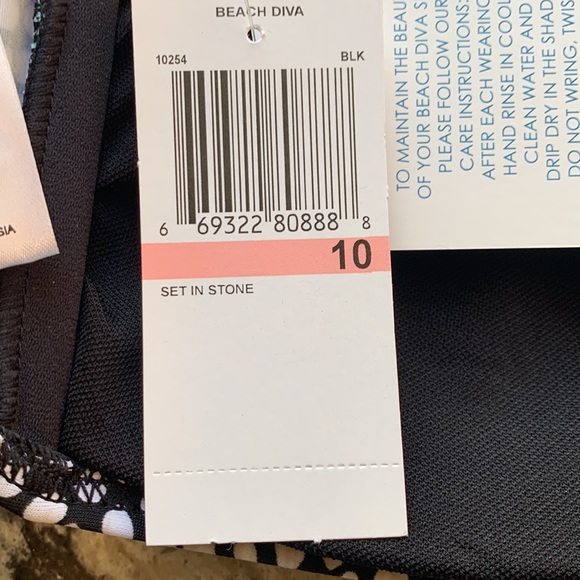 BEACH DIVA
10254 BLK
6 69322 80888 8
10
SET IN STONE
TO MAINTAIN THE BEAU
OF YOUR BEACH DIVA S
PLEASE FOLLOW OUR
CARE INSTRUCTIONS:
AFTER EACH WEARING
HAND RINSE IN COOL
CLEAN WATER AND
DRIP DRY IN THE SHAD
DO NOT WRING, TWIS
SIA